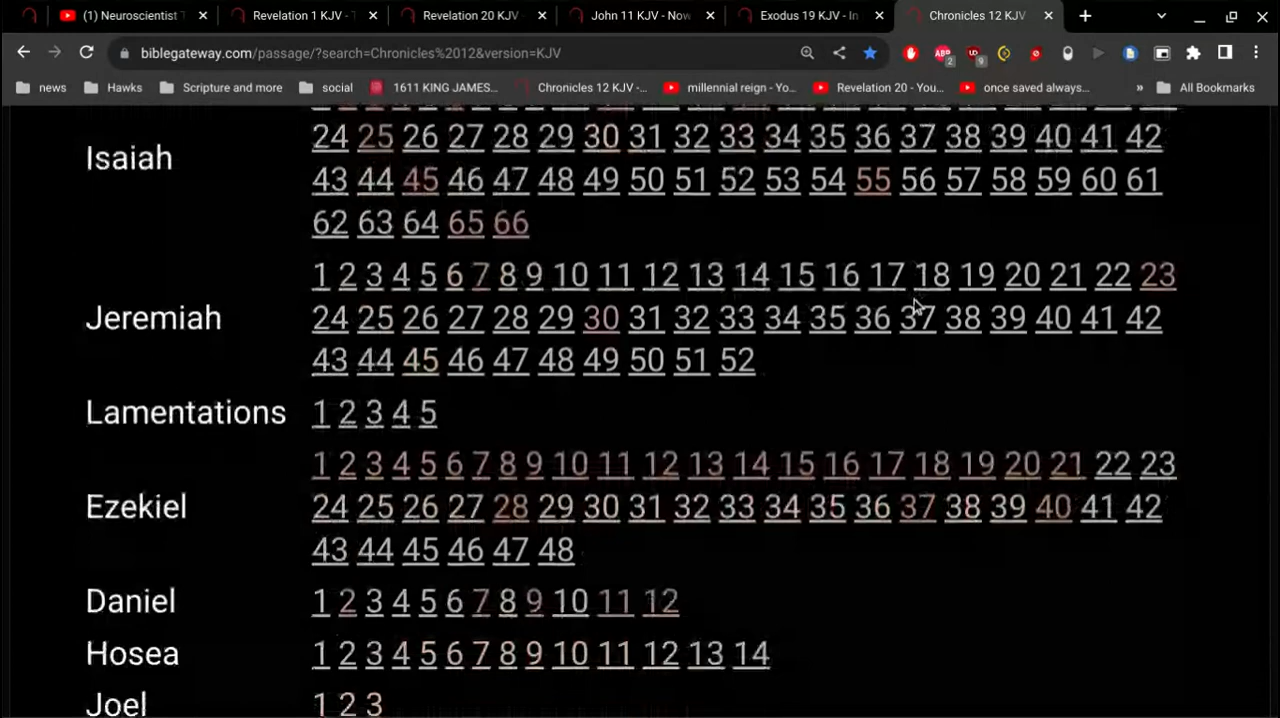 (1) Neuroscientist T
Revelation 1 KJV - T
Revelation 20 KJV -
John 11 KJV - Now
Exodus 19 KJV - In
Chronicles 12 KJV
biblegateway.com/passage/?search=Chronicles%2012&version=KJV
ABP
2
9
news
Hawks
Scripture and more
social
1611 KING JAMES...
Chronicles 12 KJV -...
millennial reign - Yo...
Revelation 20 - You...
once saved always...
»
All Bookmarks
Isaiah
24 25 26 27 28 29 30 31 32 33 34 35 36 37 38 39 40 41 42
43 44 45 46 47 48 49 50 51 52 53 54 55 56 57 58 59 60 61
62 63 64 65 66
Jeremiah
1 2 3 4 5 6 7 8 9 10 11 12 13 14 15 16 17 18 19 20 21 22 23
24 25 26 27 28 29 30 31 32 33 34 35 36 37 38 39 40 41 42
43 44 45 46 47 48 49 50 51 52
Lamentations
1 2 3 4 5
Ezekiel
1 2 3 4 5 6 7 8 9 10 11 12 13 14 15 16 17 18 19 20 21 22 23
24 25 26 27 28 29 30 31 32 33 34 35 36 37 38 39 40 41 42
43 44 45 46 47 48
Daniel
1 2 3 4 5 6 7 8 9 10 11 12
Hosea
1 2 3 4 5 6 7 8 9 10 11 12 13 14
Joel
1 2 3